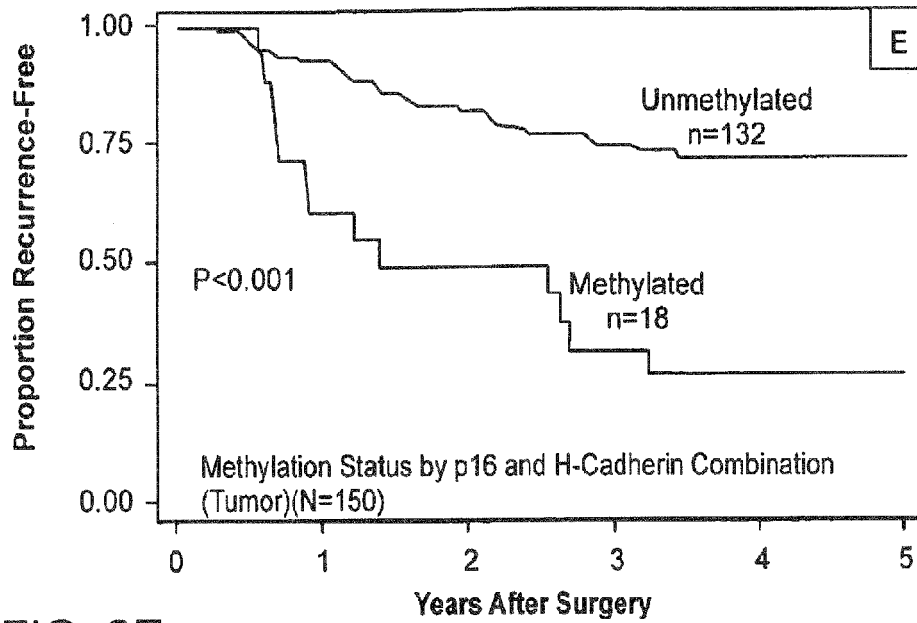 E
Proportion Recurrence-Free
1.00
0.75
0.50
0.25
0.00
Unmethylated
n=132
P<0.001
Methylated
n=18
Methylation Status by p16 and H-Cadherin Combination
(Tumor)(N=150)
0 1 2 3 4 5
Years After Surgery